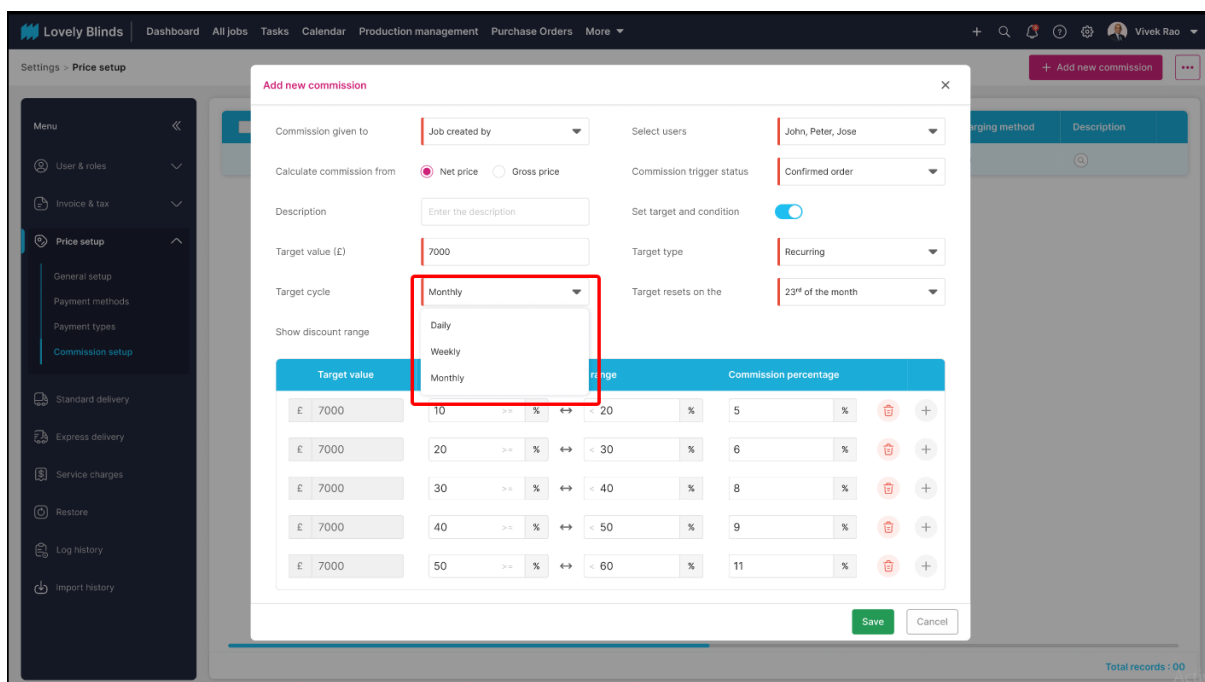 Lovely Blinds
Dashboard All jobs Tasks Calendar Production management Purchase Orders More
Vivek Rao
Settings > Price setup
+ Add new commission
Menu
User & roles
Invoice & tax
Price setup
General setup
Payment methods
Payment types
Commission setup
Standard delivery
Express delivery
Service charges
Restore
Log history
Import history
Description
Add new commission
Commission given to Job created by Select users John, Peter, Jose
Calculate commission from Net price Gross price Commission trigger status Confirmed order
Description Enter the description Set target and condition
Target value (£) 7000 Target type Recurring
Target cycle Monthly Target resets on the 23rd of the month
Daily
Show discount range
Weekly
Monthly
Target value range Commission percentage
£ 7000 10 >= % ↔ < 20 % 5 %
£ 7000 20 >= % ↔ < 30 % 6 %
£ 7000 30 >= % ↔ < 40 % 8 %
£ 7000 40 >= % ↔ < 50 % 9 %
£ 7000 50 >= % ↔ < 60 % 11 %
Save Cancel
Total records : 00